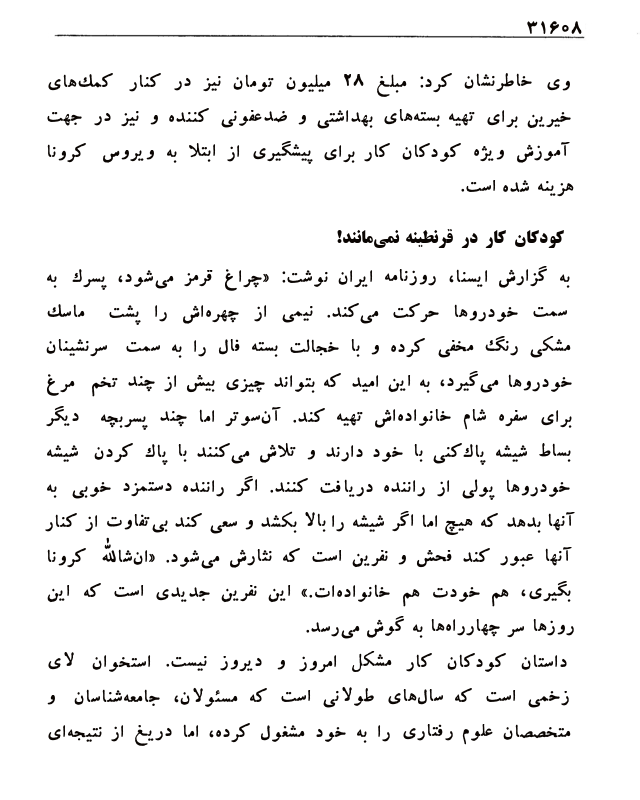 ۳۱۶۰۸
وی خاطرنشان کرد: مبلغ ۲۸ میلیون تومان نیز در کنار کمك‌های
خیرین برای تهیه بسته‌های بهداشتی و ضدعفونی کننده و نیز در جهت
آموزش ویژه کودکان کار برای پیشگیری از ابتلا به ویروس کرونا
هزینه شده است.
کودکان کار در قرنطینه نمی‌مانند!
به گزارش ایسنا، روزنامه ایران نوشت: «چراغ قرمز می‌شود، پسرك به
سمت خودروها حرکت می‌کند. نیمی از چهره‌اش را پشت ماسك
مشکی رنگ مخفی کرده و با خجالت بسته فال را به سمت سرنشینان
خودروها می‌گیرد، به این امید که بتواند چیزی بیش از چند تخم مرغ
برای سفره شام خانواده‌اش تهیه کند. آن‌سوتر اما چند پسربچه دیگر
بساط شیشه پاك‌کنی با خود دارند و تلاش می‌کنند با پاك کردن شیشه
خودروها پولی از راننده دریافت کنند. اگر راننده دستمزد خوبی به
آنها بدهد که هیچ اما اگر شیشه را بالا بکشد و سعی کند بی‌تفاوت از کنار
آنها عبور کند فحش و نفرین است که نثارش می‌شود. «ان‌شاالله کرونا
بگیری، هم خودت هم خانواده‌ات.» این نفرین جدیدی است که این
روزها سر چهارراه‌ها به گوش می‌رسد.
داستان کودکان کار مشکل امروز و دیروز نیست. استخوان لای
زخمی است که سال‌های طولانی است که مسئولان، جامعه‌شناسان و
متخصصان علوم رفتاری را به خود مشغول کرده، اما دریغ از نتیجه‌ای